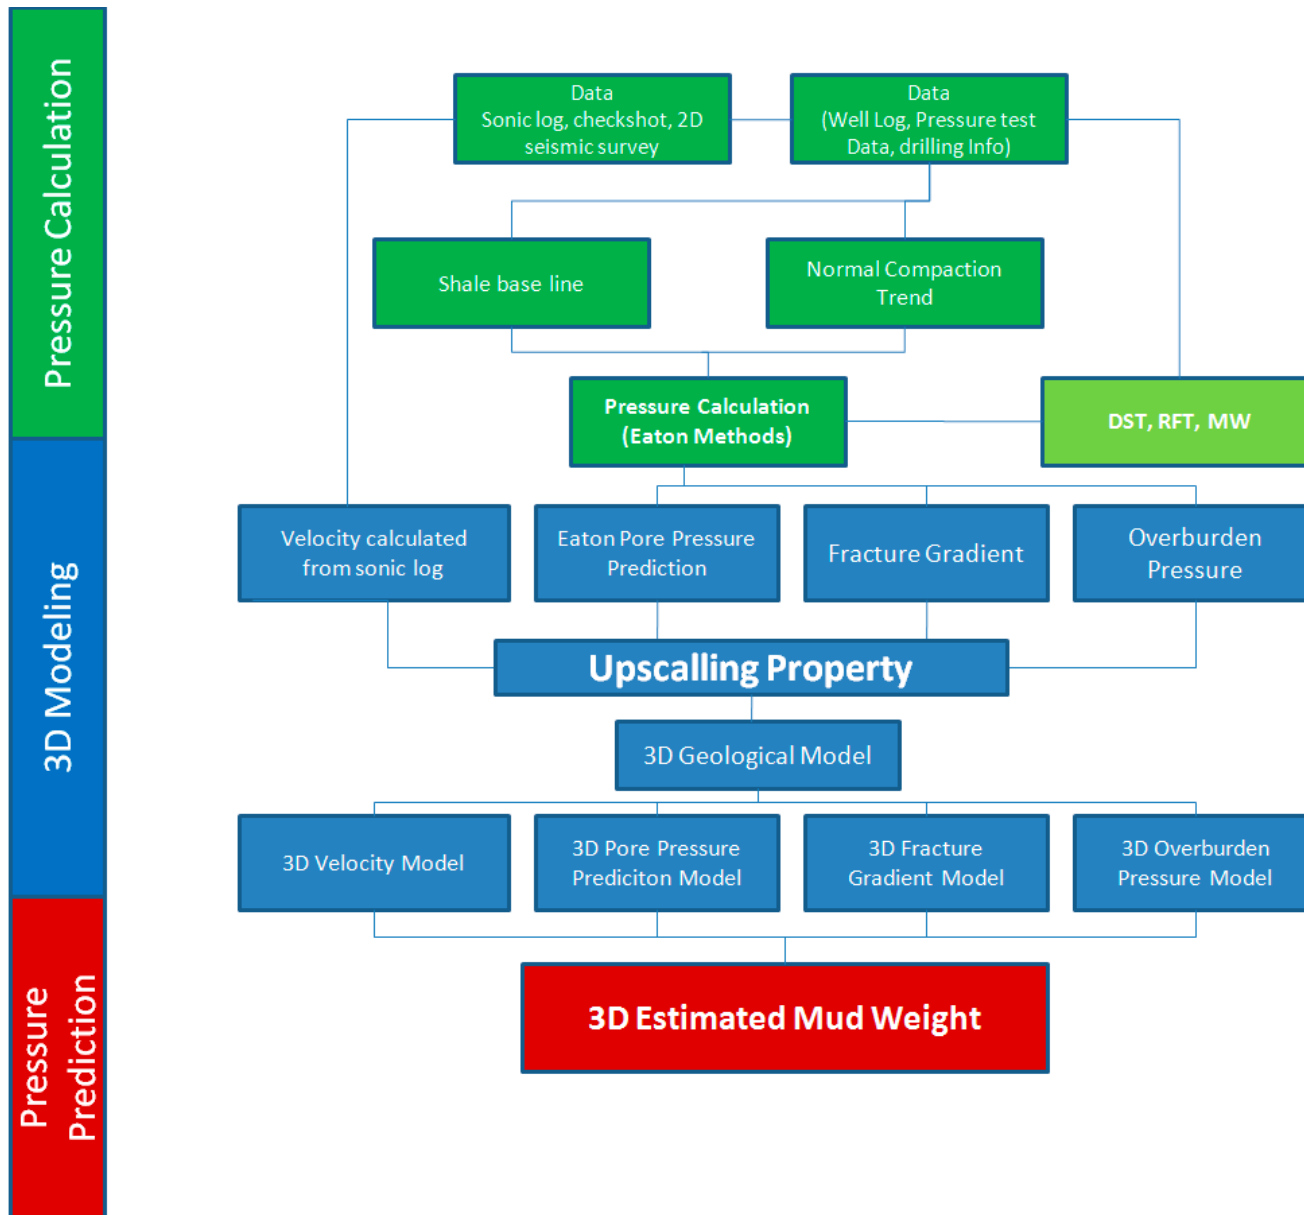 Pressure Calculation
3D Modeling
Pressure
Prediction
Data
Sonic log, checkshot, 2D
seismic survey
Data
(Well Log, Pressure test
Data, drilling Info)
Shale base line
Normal Compaction
Trend
Pressure Calculation
(Eaton Methods)
DST, RFT, MW
Velocity calculated
from sonic log
Eaton Pore Pressure
Prediction
Fracture Gradient
Overburden
Pressure
Upscalling Property
3D Geological Model
3D Velocity Model
3D Pore Pressure
Prediciton Model
3D Fracture
Gradient Model
3D Overburden
Pressure Model
3D Estimated Mud Weight